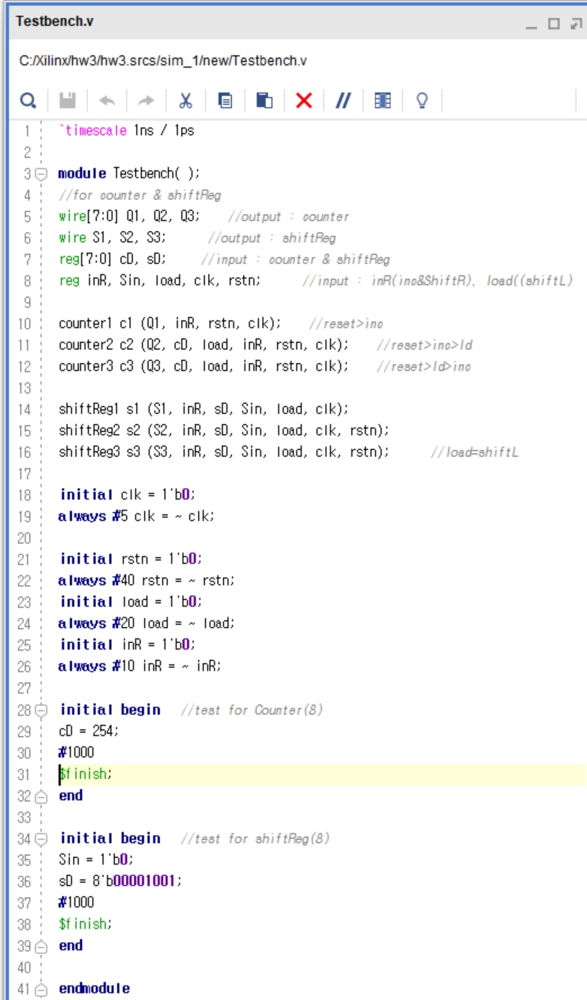 Testbench.v
C:/Xilinx/hw3/hw3.srcs/sim_1/new/Testbench.v
1 `timescale 1ns / 1ps
2
3 module Testbench( );
4 //for counter & shiftReg
5 wire[7:0] Q1, Q2, Q3; //output : counter
6 wire S1, S2, S3; //output : shiftReg
7 reg[7:0] cD, sD; //input : counter & shiftReg
8 reg inR, Sin, load, clk, rstn; //input : inR(inc&ShiftR), load((shiftL)
9
10 counter1 c1 (Q1, inR, rstn, clk); //reset>inc
11 counter2 c2 (Q2, cD, load, inR, rstn, clk); //reset>inc>ld
12 counter3 c3 (Q3, cD, load, inR, rstn, clk); //reset>ld>inc
13
14 shiftReg1 s1 (S1, inR, sD, Sin, load, clk);
15 shiftReg2 s2 (S2, inR, sD, Sin, load, clk, rstn);
16 shiftReg3 s3 (S3, inR, sD, Sin, load, clk, rstn); //load=shiftL
17
18 initial clk = 1'b0;
19 always #5 clk = ~ clk;
20
21 initial rstn = 1'b0;
22 always #40 rstn = ~ rstn;
23 initial load = 1'b0;
24 always #20 load = ~ load;
25 initial inR = 1'b0;
26 always #10 inR = ~ inR;
27
28 initial begin //test for Counter(8)
29 cD = 254;
30 #1000
31 $finish;
32 end
33
34 initial begin //test for shiftReg(8)
35 Sin = 1'b0;
36 sD = 8'b00001001;
37 #1000
38 $finish;
39 end
40
41 endmodule